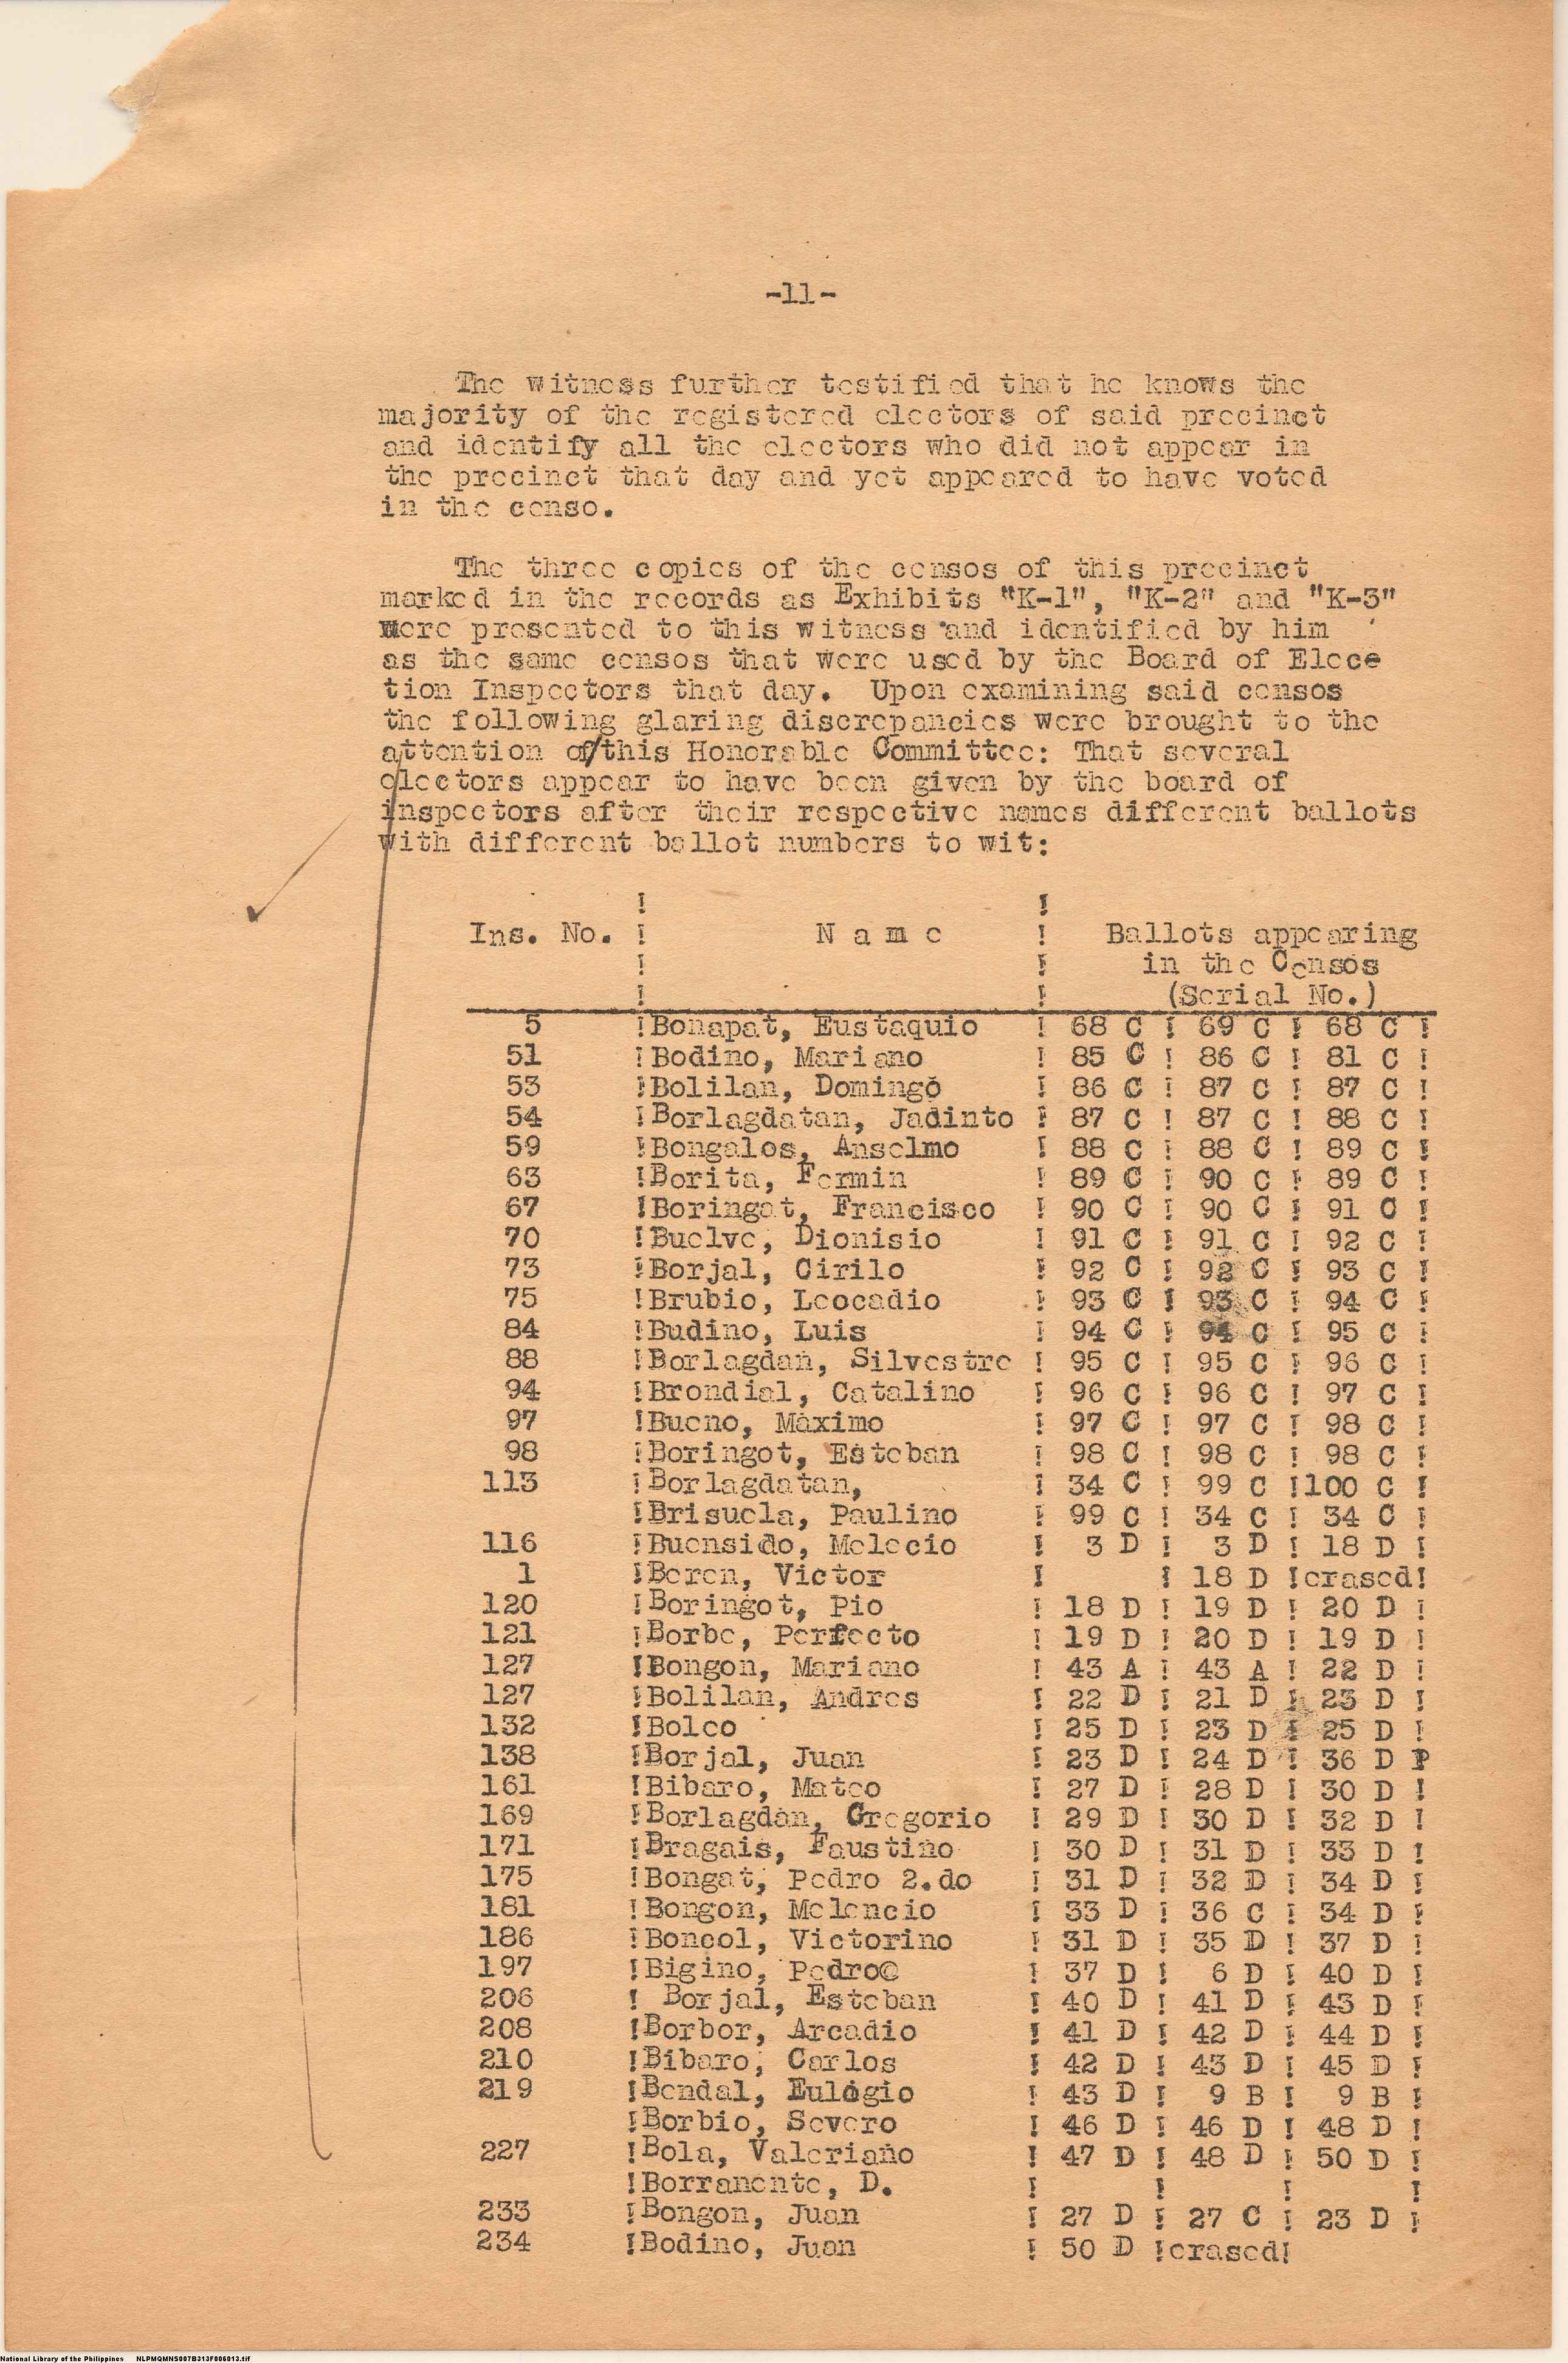 -11-
The witness further testified that he knows the
majority of the registered electors of said precinct
and identify all the electors who did not appear in
the precinct that day and yet appeared to have voted
in the censo.
The three copies of the censos of this precinct
marked in the records as Exhibits "K-1", "K-2" and "K-3"
were presented to this witness and identified by him
as the same censos that were used by the Board of Elece
tion Inspectors that day. Upon examining said censos
the following glaring discrepancies were brought to the
attention of/this Honorable Committee: That several
electors appear to have been given by the board of
inspectors after their respective names different ballots
with different ballot numbers to wit:
Ins. No. ! N a m e ! Ballots appearing
in the Censos
(Serial No.)
5 !Bonapat, Eustaquio ! 68 C ! 69 C ! 68 C !
51 !Bodino, Mariano ! 85 C ! 86 C ! 81 C !
53 !Bolilan, Domingo ! 86 C ! 87 C ! 87 C !
54 !Borlagdatan, Jadinto ! 87 C ! 87 C ! 88 C !
59 !Bongalos, Anselmo ! 88 C ! 88 C ! 89 C !
63 !Borita, Fermin ! 89 C ! 90 C ! 89 C !
67 !Boringot, Francisco ! 90 C ! 90 C ! 91 C !
70 !Buelve, Dionisio ! 91 C ! 91 C ! 92 C !
73 !Borjal, Cirilo ! 92 C ! 92 C ! 93 C !
75 !Brubio, Leocadio ! 93 C ! 93 C ! 94 C !
84 !Budino, Luis ! 94 C ! 94 C ! 95 C !
88 !Borlagdan, Silvestre ! 95 C ! 95 C ! 96 C !
94 !Brondial, Catalino ! 96 C ! 96 C ! 97 C !
97 !Bueno, Maximo ! 97 C ! 97 C ! 98 C !
98 !Boringot, Esteban ! 98 C ! 98 C ! 98 C !
113 !Borlagdatan, ! 34 C ! 99 C !100 C !
!Brisuela, Paulino ! 99 C ! 34 C ! 34 C !
116 !Buensido, Melecio ! 3 D ! 3 D ! 18 D !
1 !Beren, Victor ! ! 18 D !erased!
120 !Boringot, Pio ! 18 D ! 19 D ! 20 D !
121 !Borbe, Perfecto ! 19 D ! 20 D ! 19 D !
127 !Bongon, Mariano ! 43 A ! 43 A ! 22 D !
127 !Bolilan, Andres ! 22 D ! 21 D ! 23 D !
132 !Bolco ! 25 D ! 23 D ! 25 D !
138 !Borjal, Juan ! 23 D ! 24 D ! 36 D P
161 !Bibaro, Mateo ! 27 D ! 28 D ! 30 D !
169 !Borlagdan, Gregorio ! 29 D ! 30 D ! 32 D !
171 !Bragais, Faustino ! 30 D ! 31 D ! 33 D !
175 !Bongat, Pedro 2.do ! 31 D ! 32 D ! 34 D !
181 !Bongon, Melencio ! 33 D ! 36 C ! 34 D !
186 !Boncol, Victorino ! 31 D ! 35 D ! 37 D !
197 !Bigino, Pedro© ! 37 D ! 6 D ! 40 D !
206 ! Borjal, Esteban ! 40 D ! 41 D ! 43 D !
208 !Borbor, Arcadio ! 41 D ! 42 D ! 44 D !
210 !Bibaro, Carlos ! 42 D ! 43 D ! 45 D !
219 !Bendal, Eulogio ! 43 D ! 9 B ! 9 B !
!Borbio, Severo ! 46 D ! 46 D ! 48 D !
227 !Bola, Valeriano ! 47 D ! 48 D ! 50 D !
!Borranente, D. ! ! ! !
233 !Bongon, Juan ! 27 D ! 27 C ! 23 D !
234 !Bodino, Juan ! 50 D !erased!
National Library of the Philippines NLPMQMNS007B313F006013.tif